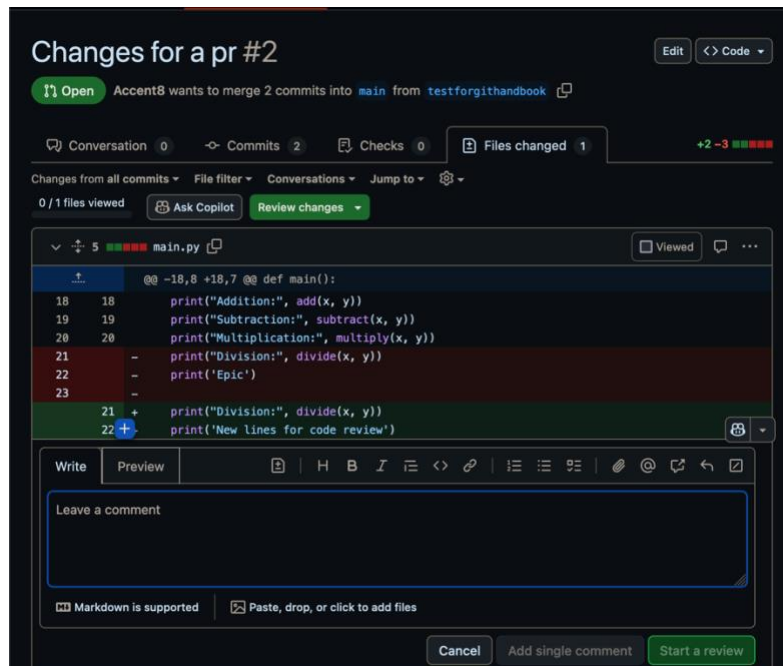 Changes for a pr #2
Edit
<> Code
Open
Accent8 wants to merge 2 commits into main from testforgithandbook
Conversation 0
Commits 2
Checks 0
Files changed 1
+2 −3
Changes from all commits
File filter
Conversations
Jump to
0 / 1 files viewed
Ask Copilot
Review changes
5 main.py
Viewed
@@ -18,8 +18,7 @@ def main():
18 18 print("Addition:", add(x, y))
19 19 print("Subtraction:", subtract(x, y))
20 20 print("Multiplication:", multiply(x, y))
21 - print("Division:", divide(x, y))
22 - print('Epic')
23 -
21 + print("Division:", divide(x, y))
22 + print('New lines for code review')
Write
Preview
H B I
Leave a comment
Markdown is supported
Paste, drop, or click to add files
Cancel
Add single comment
Start a review